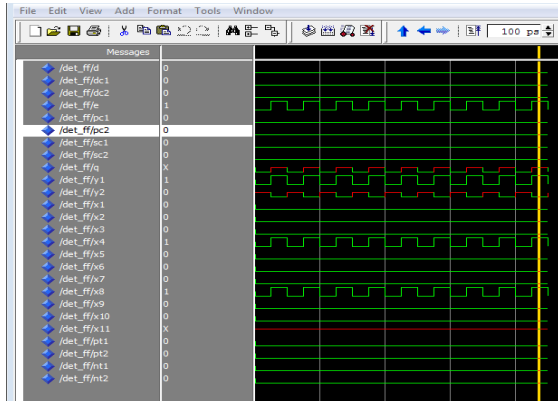 File Edit View Add Format Tools Window
100 ps
Messages
/det_ff/d 0
/det_ff/dc1 0
/det_ff/dc2 0
/det_ff/e 1
/det_ff/pc1 0
/det_ff/pc2 0
/det_ff/sc1 0
/det_ff/sc2 0
/det_ff/q X
/det_ff/y1 1
/det_ff/y2 0
/det_ff/x1 0
/det_ff/x2 0
/det_ff/x3 0
/det_ff/x4 1
/det_ff/x5 0
/det_ff/x6 0
/det_ff/x7 0
/det_ff/x8 1
/det_ff/x9 0
/det_ff/x10 0
/det_ff/x11 X
/det_ff/pt1 0
/det_ff/pt2 0
/det_ff/nt1 0
/det_ff/nt2 0